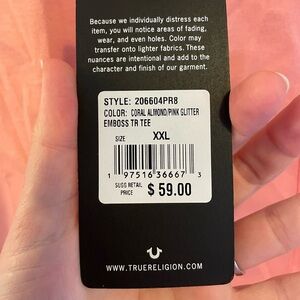 Because we individually distress each
item, you will notice areas of fading,
wear, and even holes. Color may
transfer onto lighter fabrics. These
nuances are intentional and add to the
character and finish of our garment.
STYLE: 206604PR8
COLOR: CORAL ALMOND/PINK GLITTER
EMBOSS TR TEE
SIZE XXL
1 97516 36667 3
SUGG RETAIL
PRICE $ 59.00
WWW.TRUERELIGION.COM